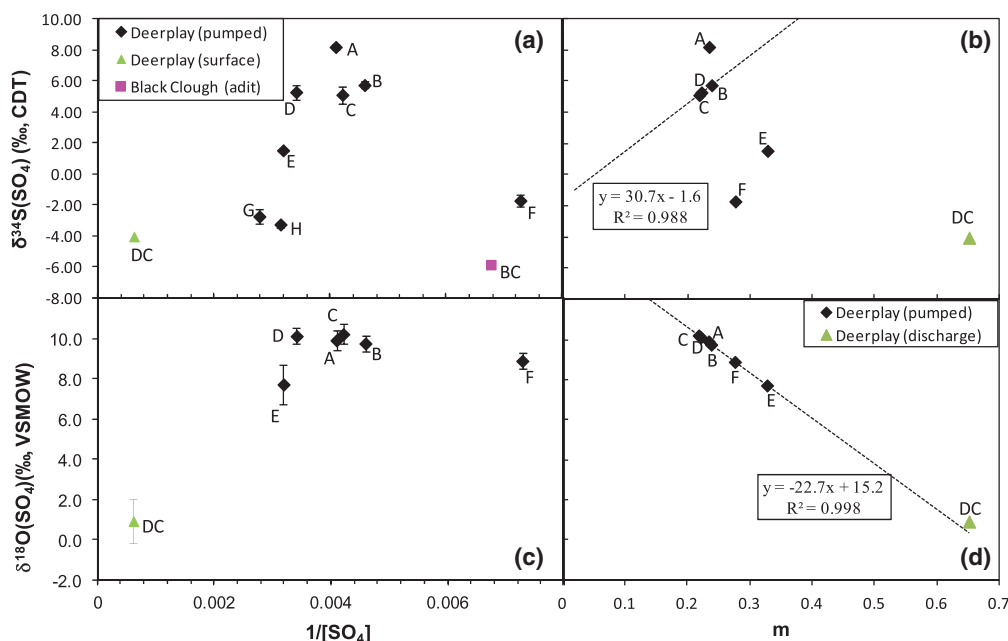 10.00
8.00
6.00
4.00
2.00
0.00
-2.00
-4.00
-6.00
-8.00
δ³⁴S(SO₄) (‰, CDT)
Deerplay (pumped)
Deerplay (surface)
Black Clough (adit)
(a)
A
B
C
D
E
F
G
H
DC
BC
(b)
A
D
B
C
E
F
DC
y = 30.7x - 1.6
R² = 0.988
10.0
8.0
6.0
4.0
2.0
0.0
-2.0
δ¹⁸O(SO₄)(‰, VSMOW)
C
D
A
B
E
F
DC
(c)
0
0.002
0.004
0.006
1/[SO₄]
Deerplay (pumped)
Deerplay (discharge)
C
A
D
B
F
E
DC
y = -22.7x + 15.2
R² = 0.998
(d)
0
0.1
0.2
0.3
0.4
0.5
0.6
0.7
m